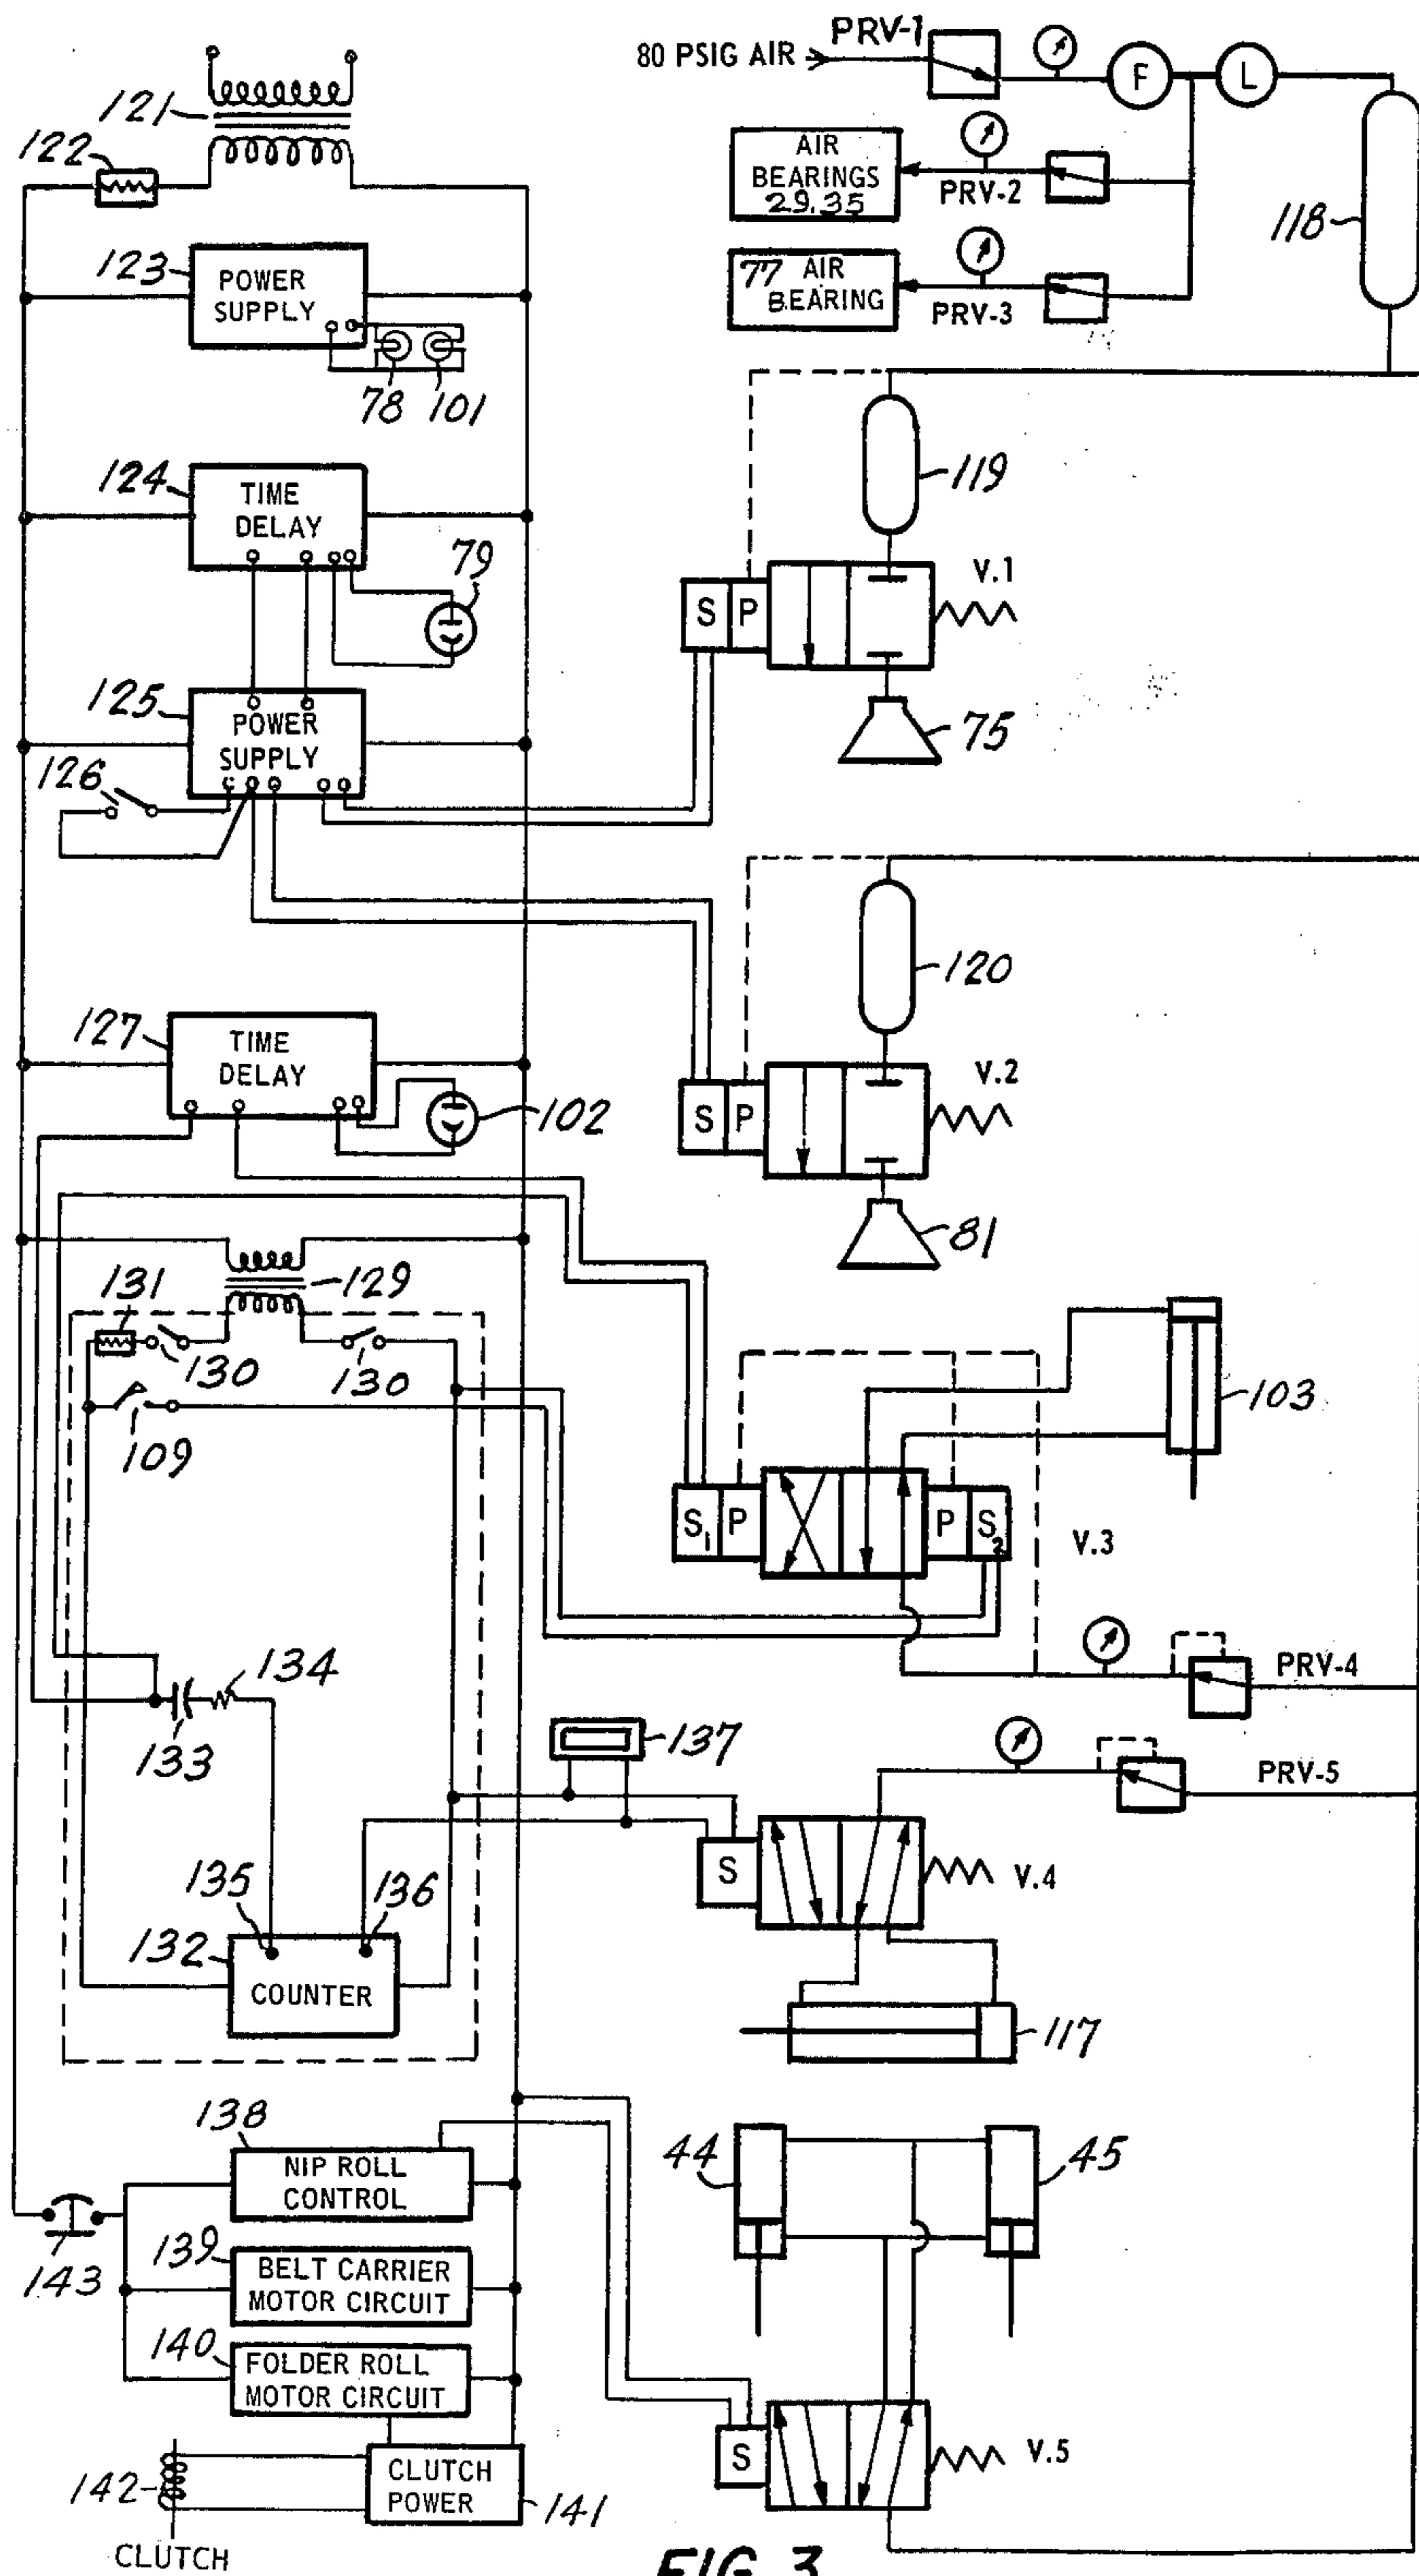 80 PSIG AIR
PRV-1
F
L
121
122
AIR
BEARINGS
29.35
PRV-2
118
123
POWER
SUPPLY
77 AIR
BEARING
PRV-3
78
101
124
TIME
DELAY
119
79
S
P
V.1
125
POWER
SUPPLY
75
126
120
127
TIME
DELAY
102
S
P
V.2
81
129
131
130
130
103
109
S1
P
P
S2
V.3
134
PRV-4
133
137
PRV-5
135
136
S
V.4
132
COUNTER
117
138
NIP ROLL
CONTROL
44
45
139
BELT CARRIER
MOTOR CIRCUIT
143
140
FOLDER ROLL
MOTOR CIRCUIT
S
V.5
142
CLUTCH
POWER
141
CLUTCH
FIG. 3